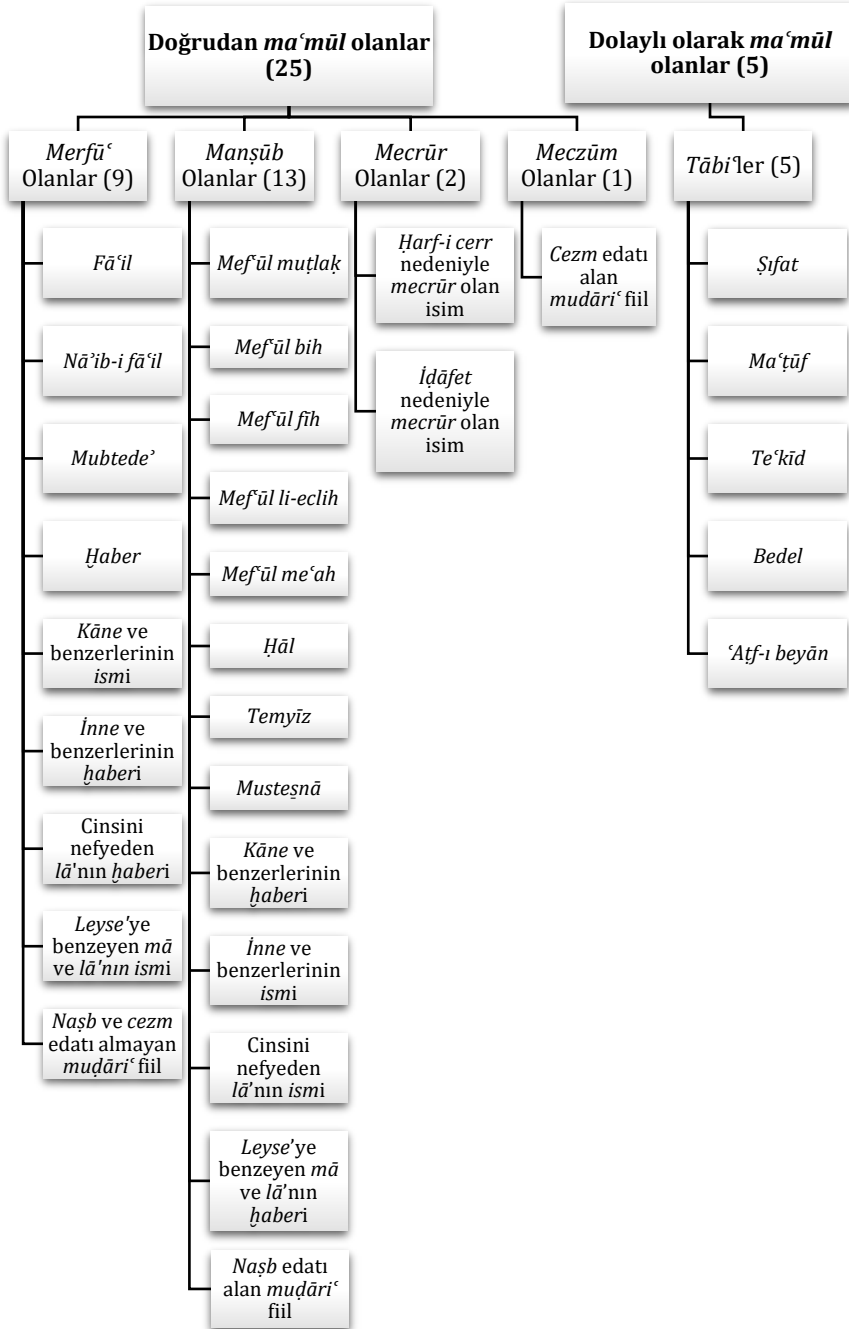 Doğrudan maʿmūl olanlar
(25)
Merfūʿ
Olanlar (9)
Fāʿil
Nāʾib-i fāʿil
Mubtedeʾ
Ḫaber
Kāne ve
benzerlerinin
ismi
İnne ve
benzerlerinin
ḫaberi
Cinsini
nefyeden
lā'nın ḫaberi
Leyse'ye
benzeyen mā
ve lā'nın ismi
Naṣb ve cezm
edatı almayan
muḍāriʿ fiil
Manṣūb
Olanlar (13)
Mefʿūl muṭlaḳ
Mefʿūl bih
Mefʿūl fīh
Mefʿūl li-eclih
Mefʿūl meʿah
Ḥāl
Temyīz
Mustes̱nā
Kāne ve
benzerlerinin
ḫaberi
İnne ve
benzerlerinin
ismi
Cinsini
nefyeden
lā’nın ismi
Leyse’ye
benzeyen mā
ve lā’nın
ḫaberi
Naṣb edatı
alan muḍāriʿ
fiil
Mecrūr
Olanlar (2)
Ḥarf-i cerr
nedeniyle
mecrūr olan
isim
İḍāfet
nedeniyle
mecrūr olan
isim
Meczūm
Olanlar (1)
Cezm edatı
alan
mudāriʿ fiil
Dolaylı olarak maʿmūl
olanlar (5)
Tābiʿler (5)
Ṣıfat
Maʿṭūf
Teʾkīd
Bedel
ʿAṭf-ı beyān